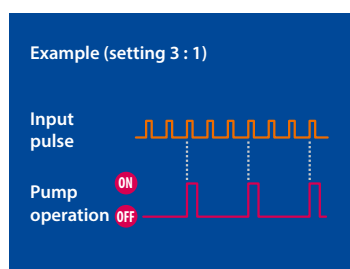 Example (setting 3 : 1)
Input
pulse
ON
Pump
operation OFF